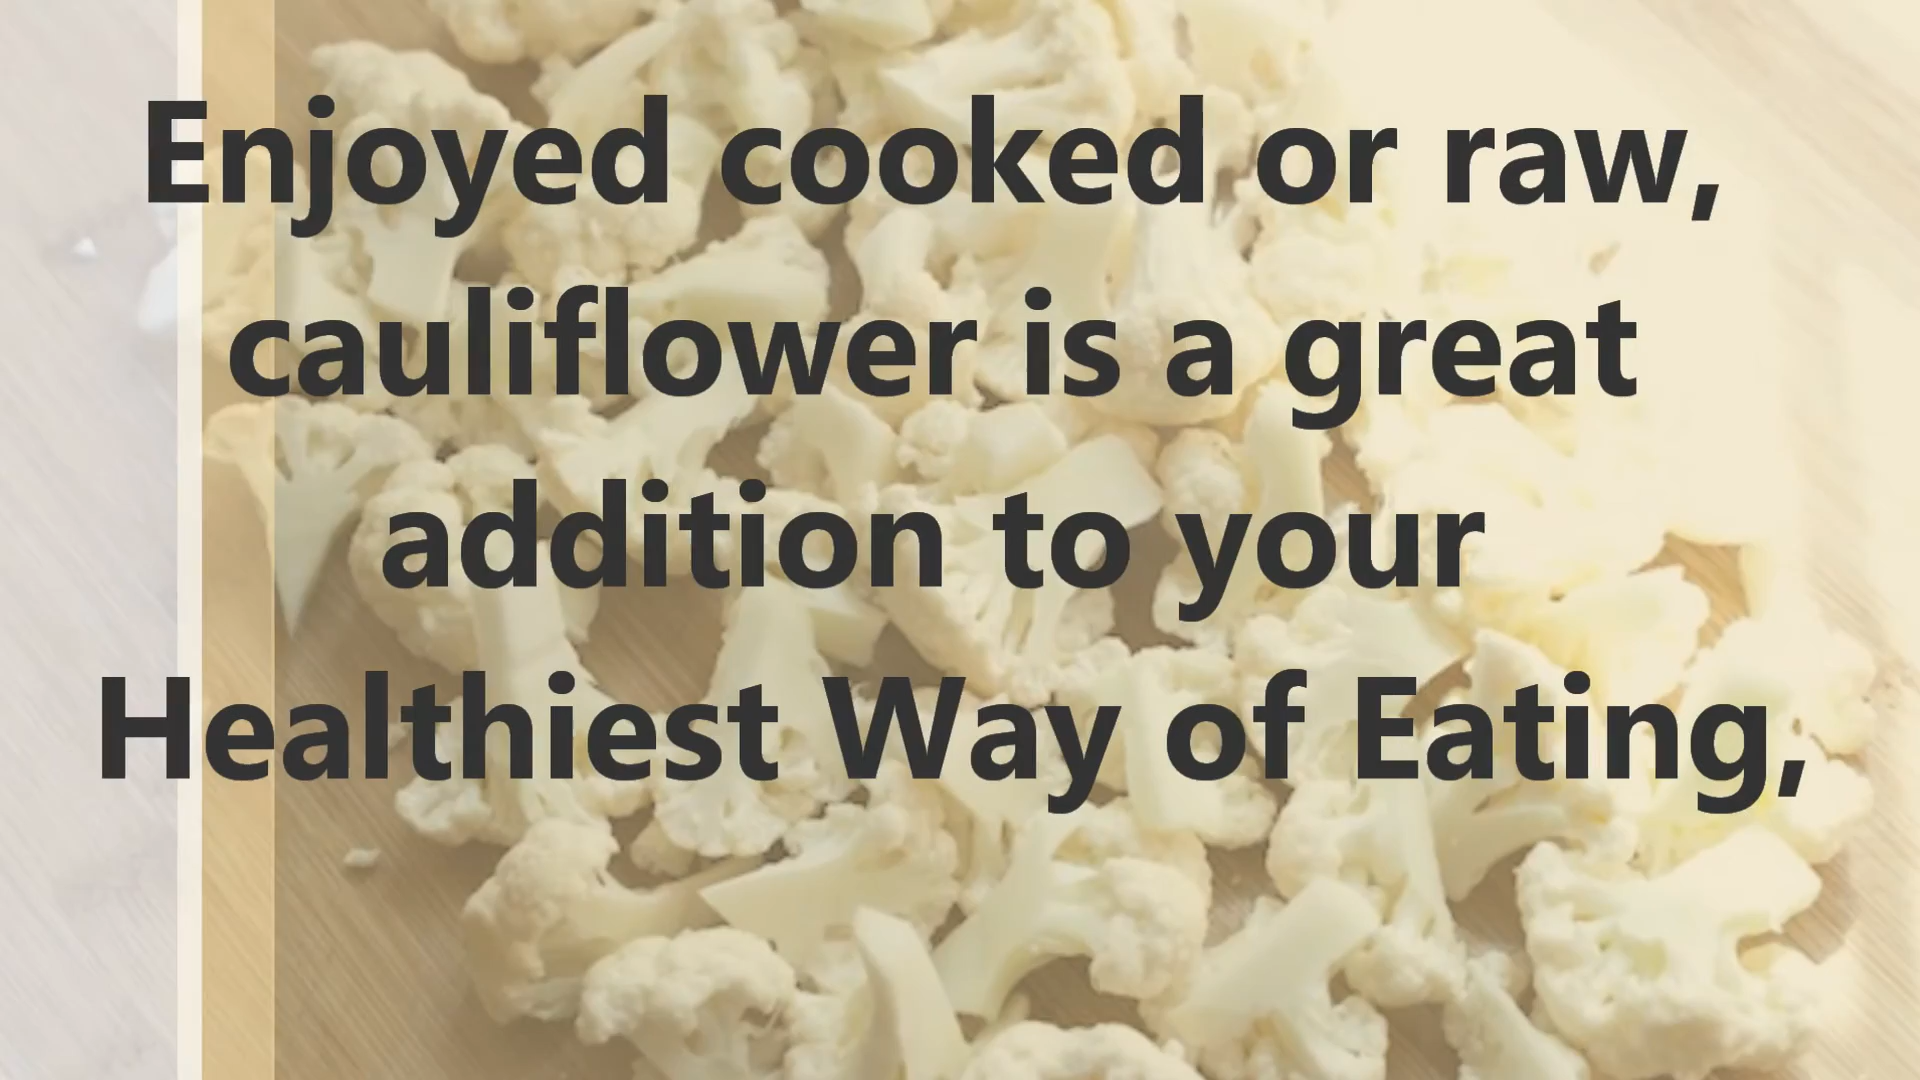 Enjoyed cooked or raw,
cauliflower is a great
addition to your
Healthiest Way of Eating,